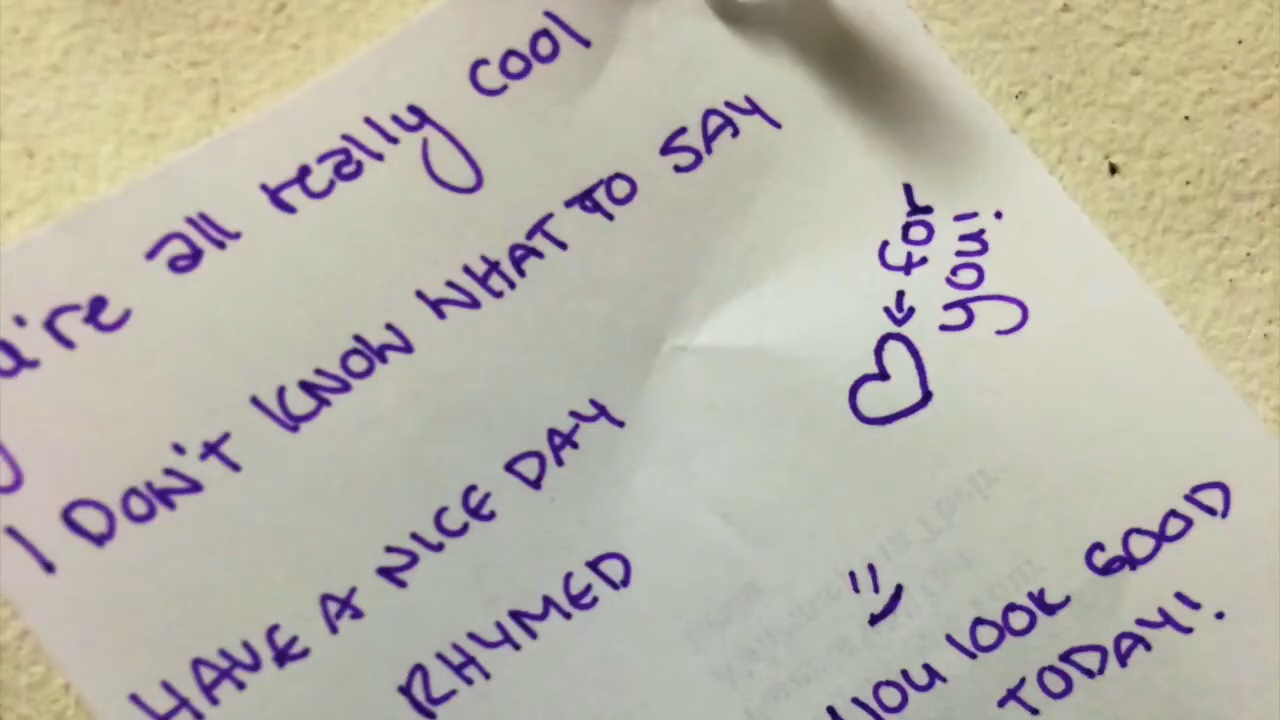 're all really cool
I DON'T KNOW WHAT TO SAY
HAVE A NICE DAY
RHYMED
← for
you!
YOU lOOK GOOD
TODAY!